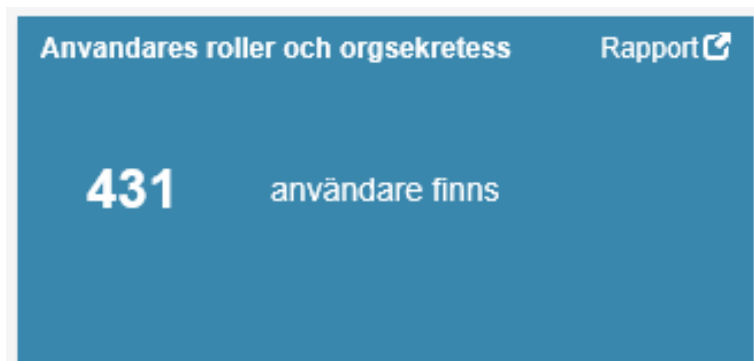 Anvandares roller och orgsekretess Rapport
431 användare finns